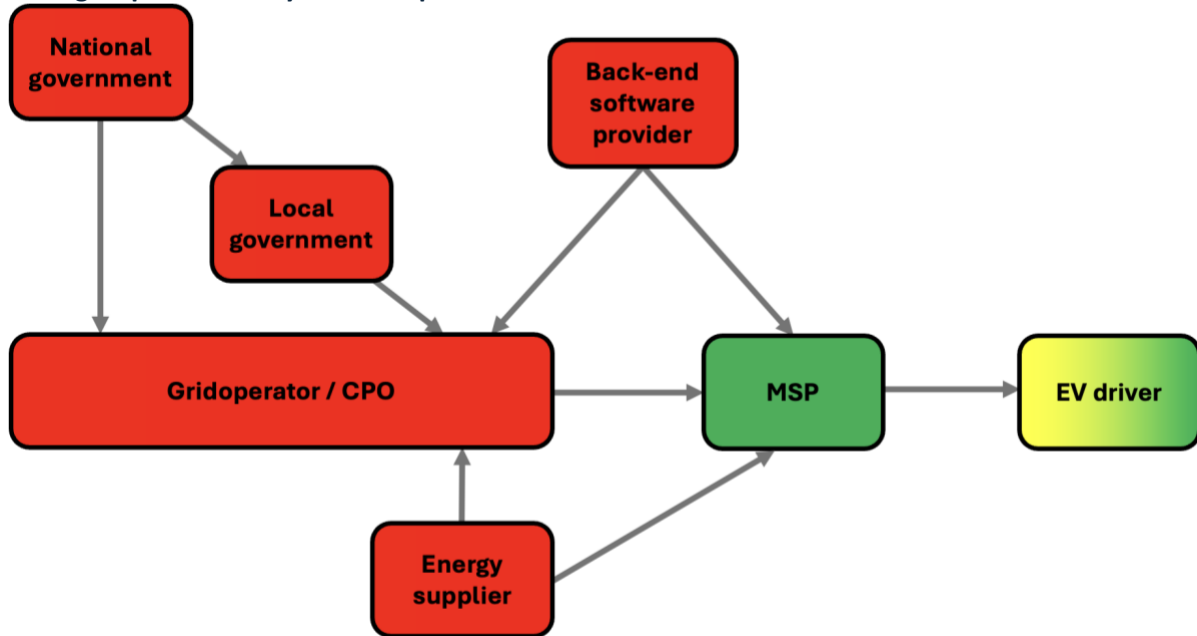 National
government
Back-end
software
provider
Local
government
Gridoperator / CPO
MSP
EV driver
Energy
supplier